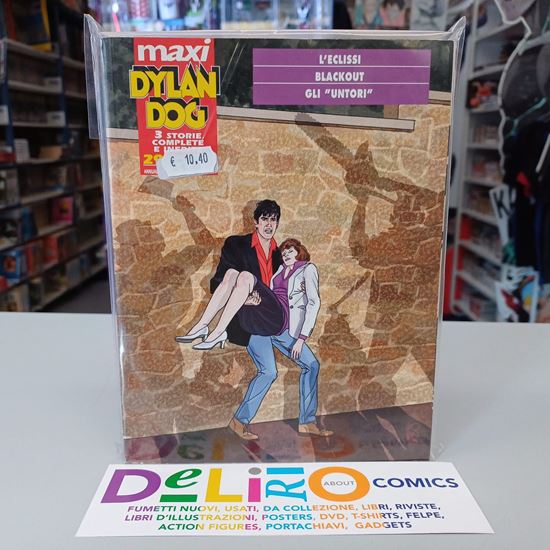 maxi
DYLAN
DOG
3 STORIE
COMPLETE
€ 10,40
L'ECLISSI
BLACKOUT
GLI "UNTORI"
DeLiRiO
ABOUT
COMICS
FUMETTI NUOVI, USATI, DA COLLEZIONE, LIBRI, RIVISTE,
LIBRI D'ILLUSTRAZIONI, POSTERS, DVD, T-SHIRTS, FELPE,
ACTION FIGURES, PORTACHIAVI, GADGETS